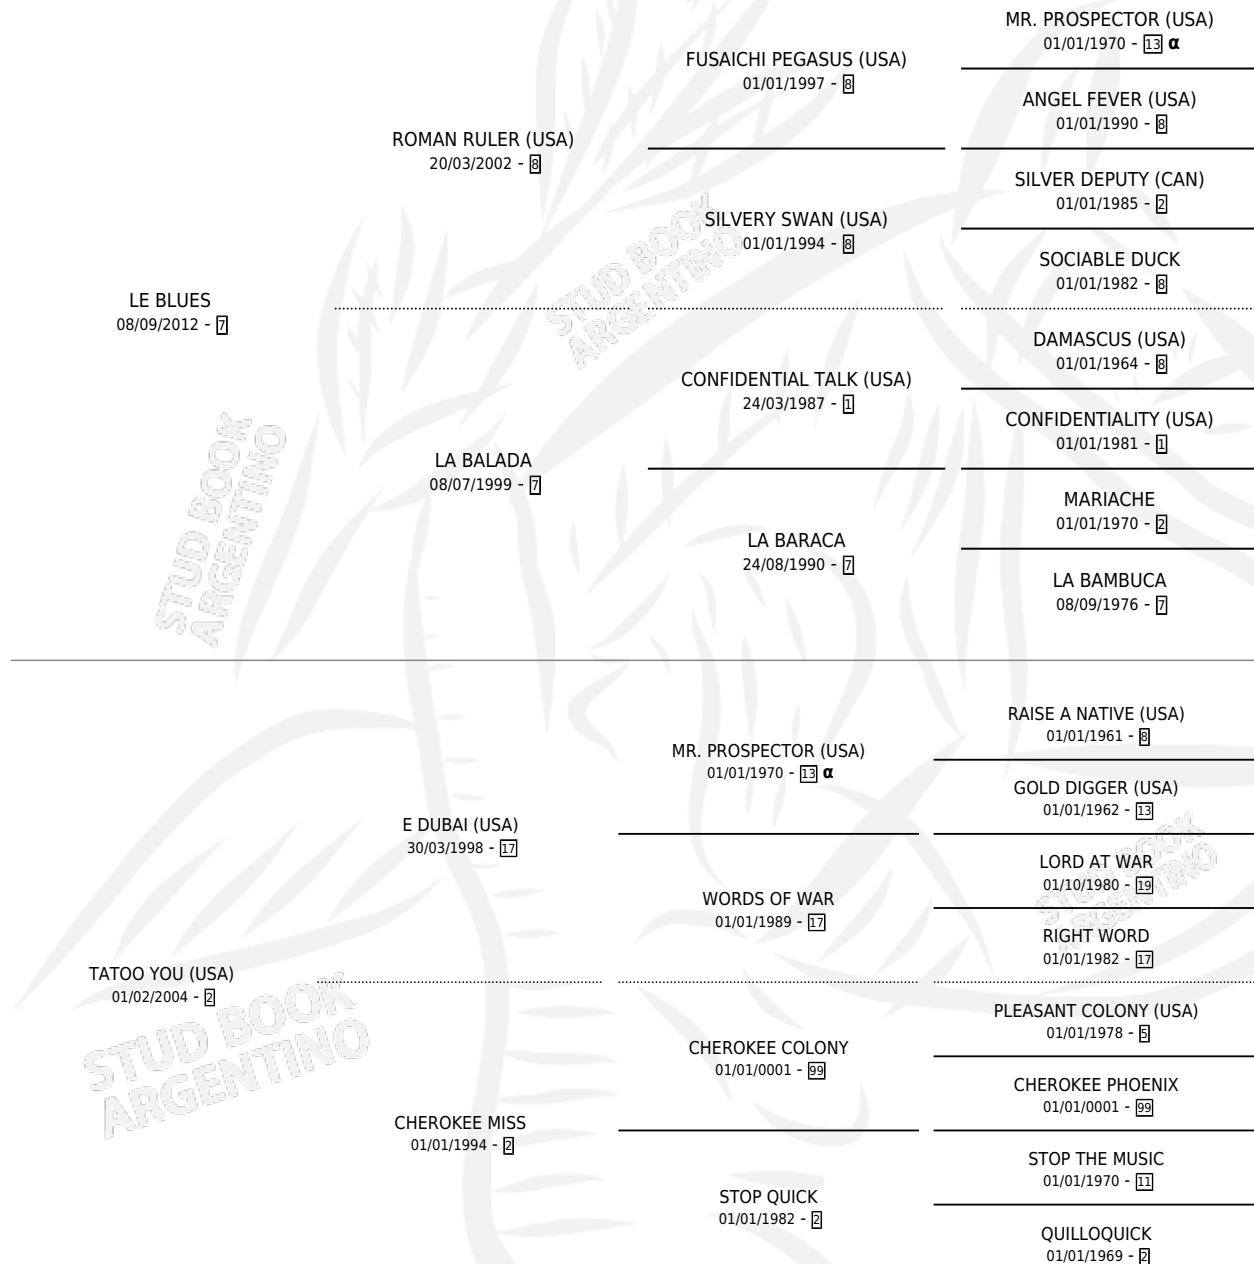 MR. PROSPECTOR (USA)
01/01/1970 - 13 α
FUSAICHI PEGASUS (USA)
01/01/1997 - 8
ANGEL FEVER (USA)
01/01/1990 - 8
ROMAN RULER (USA)
20/03/2002 - 8
SILVER DEPUTY (CAN)
01/01/1985 - 2
SILVERY SWAN (USA)
01/01/1994 - 8
SOCIABLE DUCK
01/01/1982 - 8
LE BLUES
08/09/2012 - 7
DAMASCUS (USA)
01/01/1964 - 8
CONFIDENTIAL TALK (USA)
24/03/1987 - 1
CONFIDENTIALITY (USA)
01/01/1981 - 1
LA BALADA
08/07/1999 - 7
MARIACHE
01/01/1970 - 2
LA BARACA
24/08/1990 - 7
LA BAMBUCA
08/09/1976 - 7
RAISE A NATIVE (USA)
01/01/1961 - 8
MR. PROSPECTOR (USA)
01/01/1970 - 13 α
GOLD DIGGER (USA)
01/01/1962 - 13
E DUBAI (USA)
30/03/1998 - 17
LORD AT WAR
01/10/1980 - 19
WORDS OF WAR
01/01/1989 - 17
RIGHT WORD
01/01/1982 - 17
TATOO YOU (USA)
01/02/2004 - 2
PLEASANT COLONY (USA)
01/01/1978 - 5
CHEROKEE COLONY
01/01/0001 - 99
CHEROKEE PHOENIX
01/01/0001 - 99
CHEROKEE MISS
01/01/1994 - 2
STOP THE MUSIC
01/01/1970 - 11
STOP QUICK
01/01/1982 - 2
QUILLOQUICK
01/01/1969 - 2
STUD BOOK
ARGENTINO
STUD BOOK
ARGENTINO
STUD BOOK
ARGENTINO
STUD BOOK
ARGENTINO